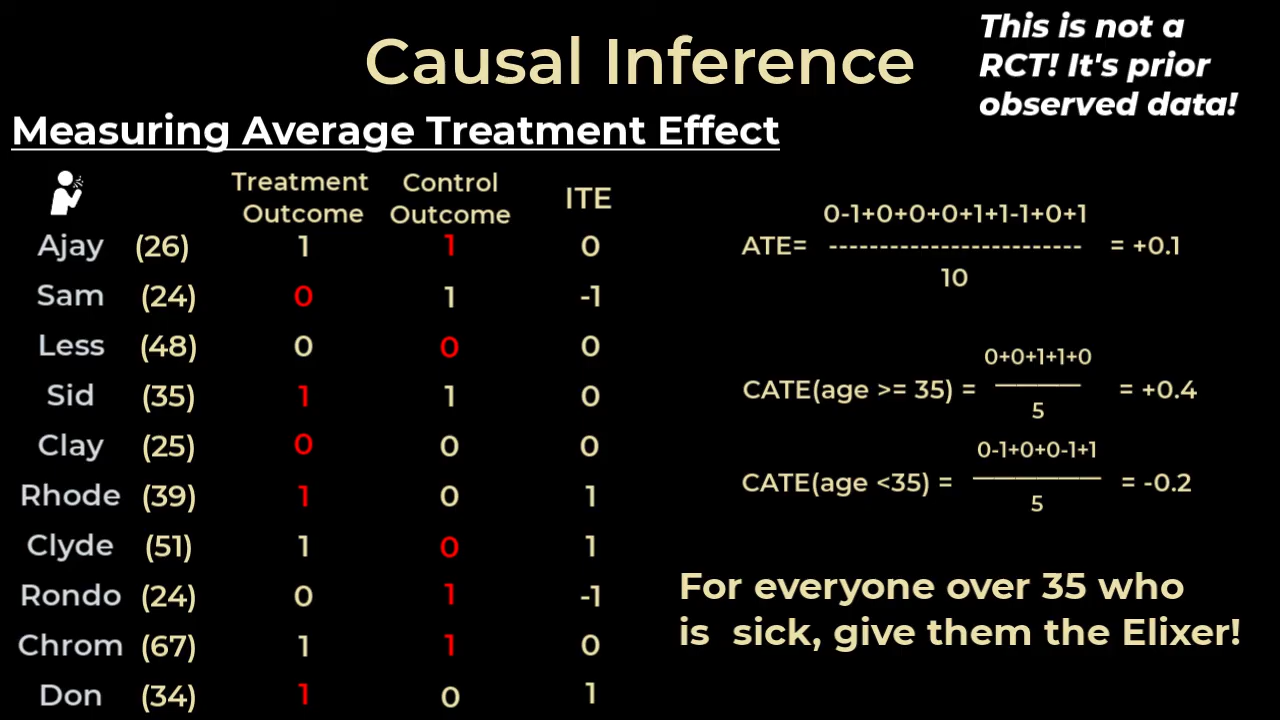 Causal Inference
This is not a
RCT! It's prior
observed data!
Measuring Average Treatment Effect
Treatment Outcome Control Outcome ITE
Ajay (26) 1 1 0
Sam (24) 0 1 -1
Less (48) 0 0 0
Sid (35) 1 1 0
Clay (25) 0 0 0
Rhode (39) 1 0 1
Clyde (51) 1 0 1
Rondo (24) 0 1 -1
Chrom (67) 1 1 0
Don (34) 1 0 1
0-1+0+0+0+1+1-1+0+1
ATE= ------------------------- = +0.1
10
0+0+1+1+0
CATE(age >= 35) = ————— = +0.4
5
0-1+0+0-1+1
CATE(age <35) = —————— = -0.2
5
For everyone over 35 who
is sick, give them the Elixer!